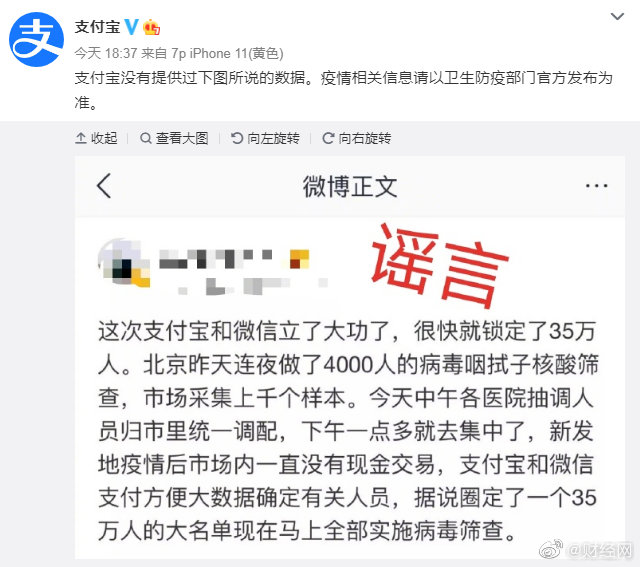 支
支付宝
今天 18:37 来自 7p iPhone 11(黄色)
支付宝没有提供过下图所说的数据。疫情相关信息请以卫生防疫部门官方发布为
准。
收起 查看大图 向左旋转 向右旋转
微博正文
谣言
这次支付宝和微信立了大功了，很快就锁定了35万
人。北京昨天连夜做了4000人的病毒咽拭子核酸筛
查，市场采集上千个样本。今天中午各医院抽调人
员归市里统一调配，下午一点多就去集中了，新发
地疫情后市场内一直没有现金交易，支付宝和微信
支付方便大数据确定有关人员，据说圈定了一个35
万人的大名单现在马上全部实施病毒筛查。
@财经网